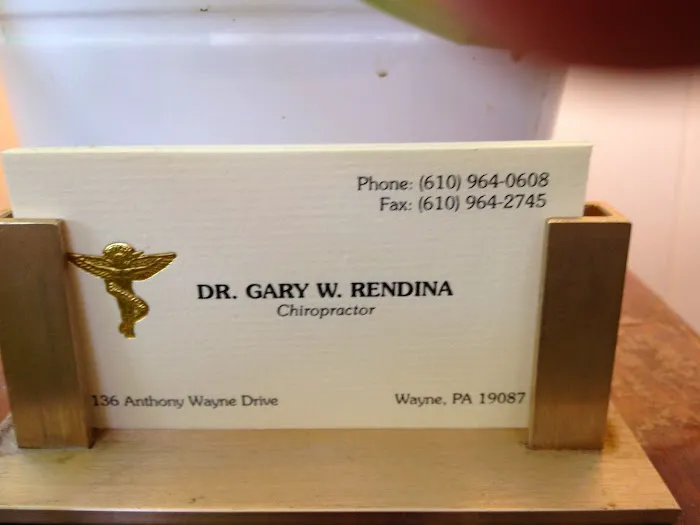 Phone: (610) 964-0608
Fax: (610) 964-2745
DR. GARY W. RENDINA
Chiropractor
136 Anthony Wayne Drive
Wayne, PA 19087